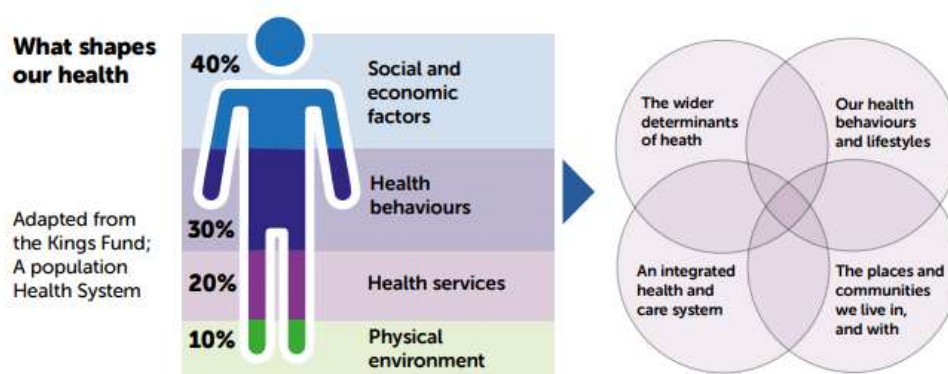 What shapes
our health
Adapted from
the Kings Fund;
A population
Health System
40%
Social and
economic
factors
30%
Health
behaviours
20%
Health services
10%
Physical
environment
The wider
determinants
of heath
Our health
behaviours
and lifestyles
An integrated
health and
care system
The places and
communities
we live in,
and with